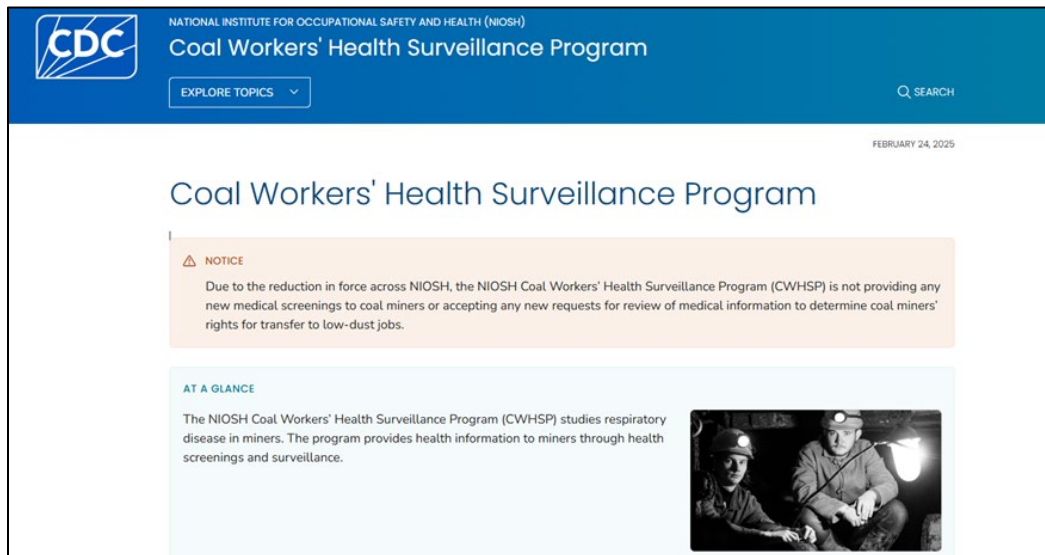 CDC
NATIONAL INSTITUTE FOR OCCUPATIONAL SAFETY AND HEALTH (NIOSH)
Coal Workers' Health Surveillance Program
EXPLORE TOPICS
SEARCH
FEBRUARY 24, 2025
Coal Workers' Health Surveillance Program
NOTICE
Due to the reduction in force across NIOSH, the NIOSH Coal Workers' Health Surveillance Program (CWHSP) is not providing any
new medical screenings to coal miners or accepting any new requests for review of medical information to determine coal miners'
rights for transfer to low-dust jobs.
AT A GLANCE
The NIOSH Coal Workers' Health Surveillance Program (CWHSP) studies respiratory
disease in miners. The program provides health information to miners through health
screenings and surveillance.